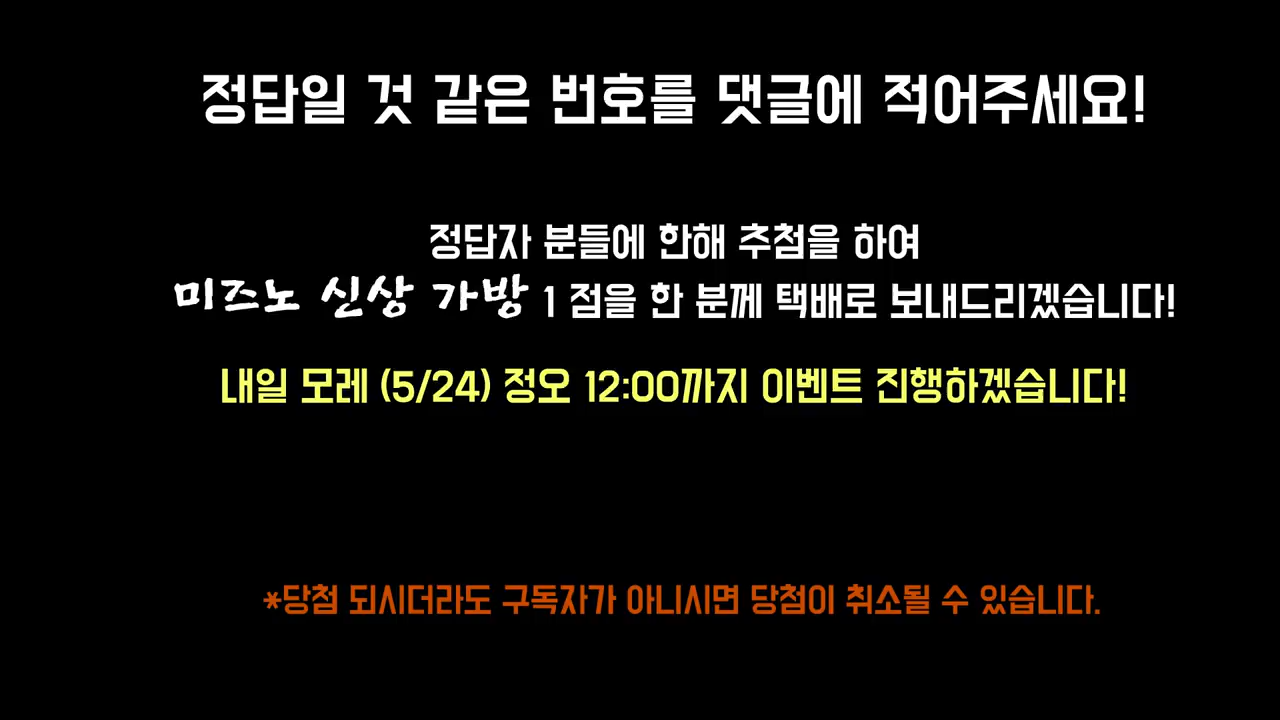 정답일 것 같은 번호를 댓글에 적어주세요!
정답자 분들에 한해 추첨을 하여
미즈노 신상 가방 1 점을 한 분께 택배로 보내드리겠습니다!
내일 모레 (5/24) 정오 12:00까지 이벤트 진행하겠습니다!
*당첨 되시더라도 구독자가 아니시면 당첨이 취소될 수 있습니다.